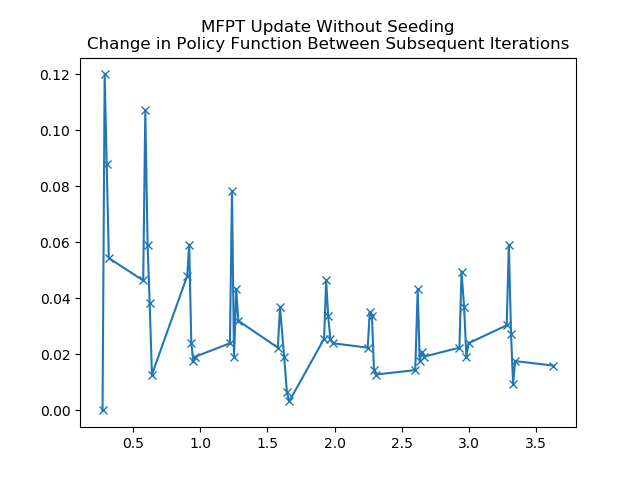 MFPT Update Without Seeding
Change in Policy Function Between Subsequent Iterations
0.12
0.10
0.08
0.06
0.04
0.02
0.00
0.5 1.0 1.5 2.0 2.5 3.0 3.5